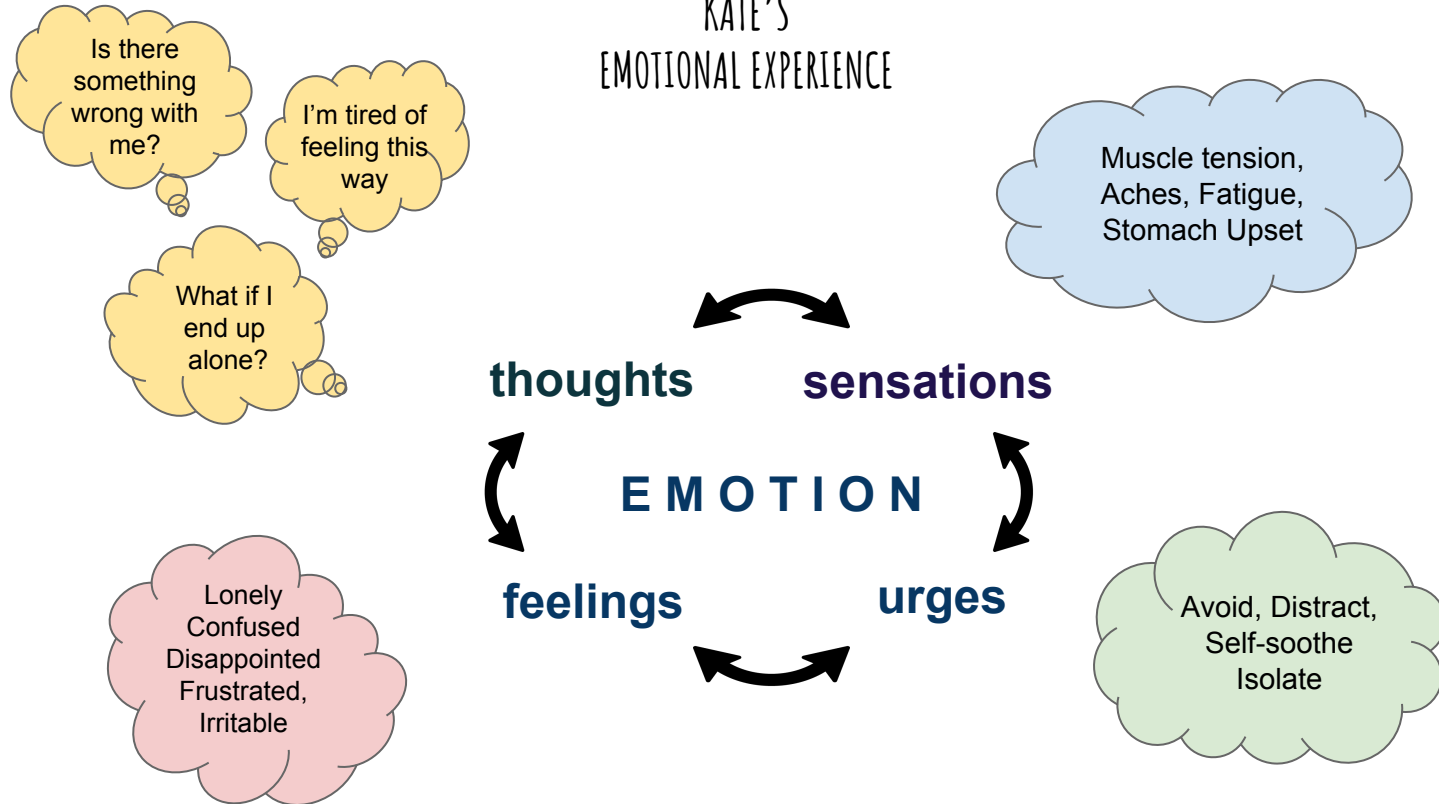 KATE'S
EMOTIONAL EXPERIENCE
Is there
something
wrong with
me?
I'm tired of
feeling this
way
What if I
end up
alone?
Muscle tension,
Aches, Fatigue,
Stomach Upset
thoughts
sensations
E M O T I O N
feelings
urges
Lonely
Confused
Disappointed
Frustrated,
Irritable
Avoid, Distract,
Self-soothe
Isolate